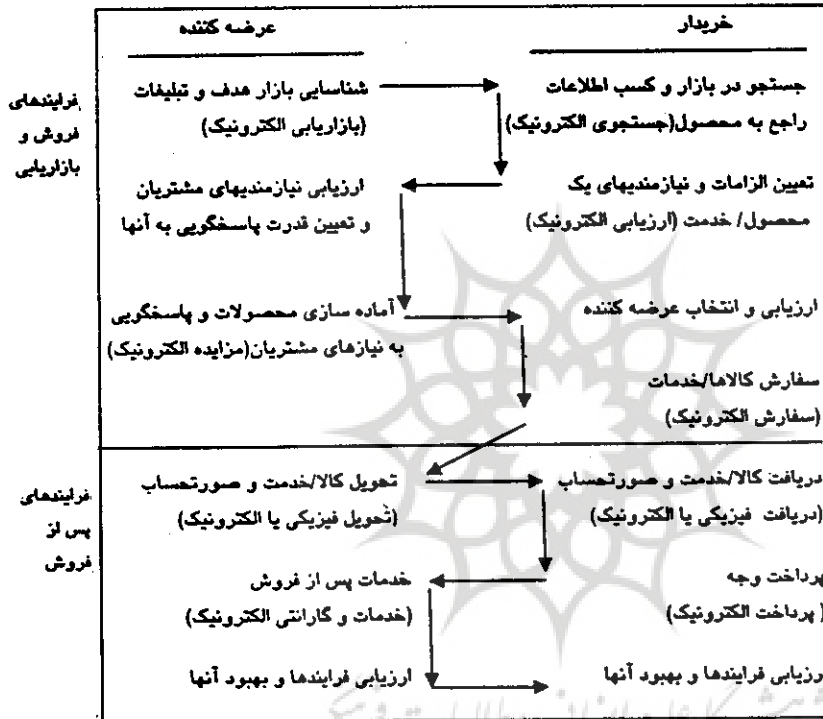 خریدار
عرضه کننده
فرایندهای
فروش و
بازاریابی
جستجو در بازار و کسب اطلاعات
راجع به محصول(جستجوی الکترونیک)
شناسایی بازار هدف و تبلیغات
(بازاریابی الکترونیک)
تعیین الزامات و نیازمندیهای یک
محصول/ خدمت (ارزیابی الکترونیک)
ارزیابی نیازمندیهای مشتریان
و تعیین قدرت پاسخگویی به آنها
ارزیابی و انتخاب عرضه کننده
آماده سازی محصولات و پاسخگویی
به نیازهای مشتریان(مزایده الکترونیک)
سفارش کالاها/خدمات
(سفارش الکترونیک)
فرایندهای
پس از
فروش
دریافت کالا/خدمت و صورتحساب
(دریافت فیزیکی یا الکترونیک)
تحویل کالا/خدمت و صورتحساب
(تحویل فیزیکی یا الکترونیک)
پرداخت وجه
( پرداخت الکترونیک)
خدمات پس از فروش
(خدمات و گارانتی الکترونیک)
رزیابی فرایندها و بهبود آنها
ارزیابی فرایندها و بهبود آنها